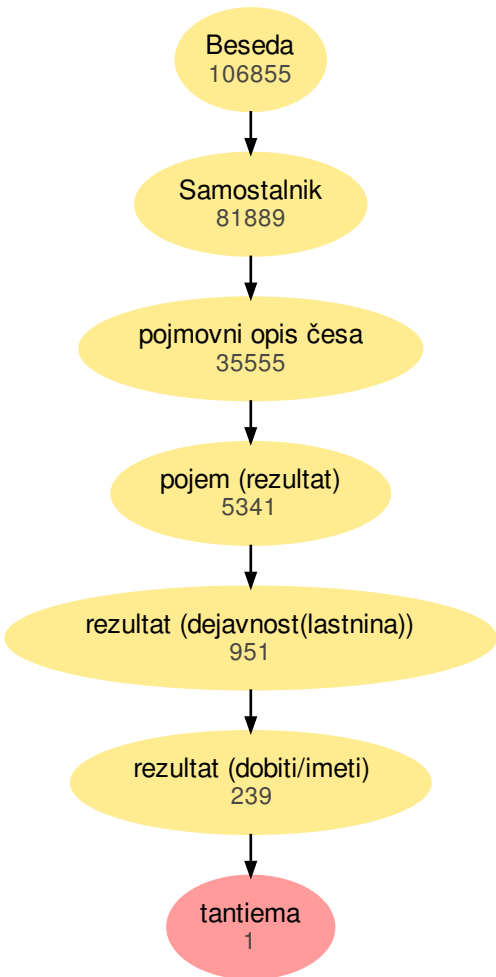 Beseda
106855
Samostalnik
81889
pojmovni opis česa
35555
pojem (rezultat)
5341
rezultat (dejavnost(lastnina))
951
rezultat (dobiti/imeti)
239
tantiema
1